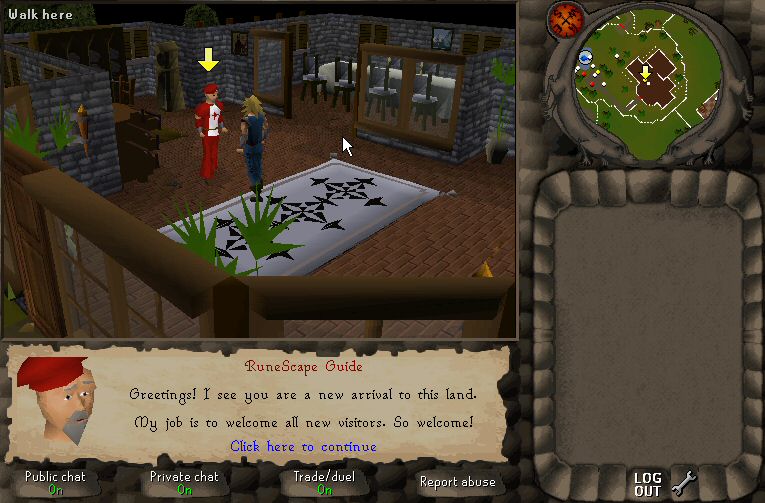 Walk here
RuneScape Guide
Greetings! I see you are a new arrival to this land.
My job is to welcome all new visitors. So welcome!
Click here to continue
Public chat
On
Private chat
On
Trade/duel
On
Report abuse
LOG
OUT